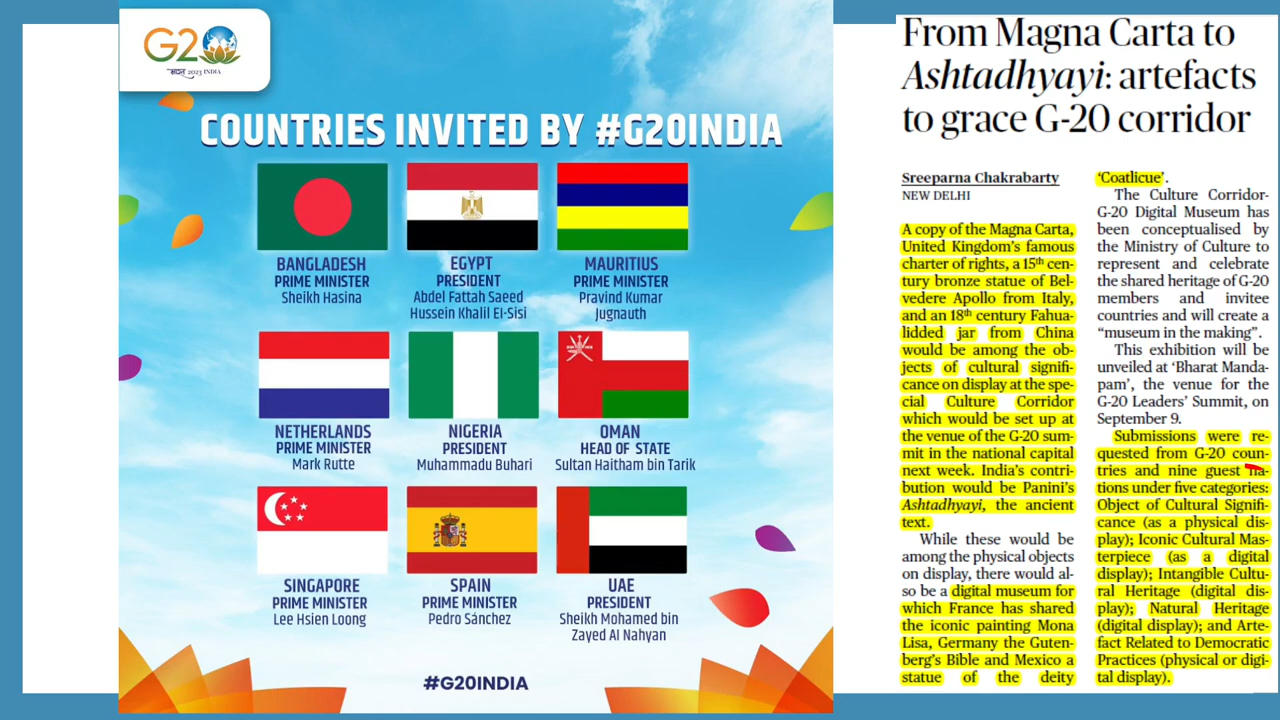 G20
भारत 2023 INDIA
COUNTRIES INVITED BY #G20INDIA
BANGLADESH
PRIME MINISTER
Sheikh Hasina
EGYPT
PRESIDENT
Abdel Fattah Saeed
Hussein Khalil El-Sisi
MAURITIUS
PRIME MINISTER
Pravind Kumar
Jugnauth
NETHERLANDS
PRIME MINISTER
Mark Rutte
NIGERIA
PRESIDENT
Muhammadu Buhari
OMAN
HEAD OF STATE
Sultan Haitham bin Tarik
SINGAPORE
PRIME MINISTER
Lee Hsien Loong
SPAIN
PRIME MINISTER
Pedro Sánchez
UAE
PRESIDENT
Sheikh Mohamed bin
Zayed Al Nahyan
#G20INDIA
From Magna Carta to
Ashtadhyayi: artefacts
to grace G-20 corridor
Sreeparna Chakrabarty
NEW DELHI
A copy of the Magna Carta,
United Kingdom's famous
charter of rights, a 15th cen-
tury bronze statue of Bel-
vedere Apollo from Italy,
and an 18th century Fahua-
lidded jar from China
would be among the ob-
jects of cultural signifi-
cance on display at the spe-
cial Culture Corridor
which would be set up at
the venue of the G-20 sum-
mit in the national capital
next week. India's contri-
bution would be Panini's
Ashtadhyayi, the ancient
text.
While these would be
among the physical objects
on display, there would al-
so be a digital museum for
which France has shared
the iconic painting Mona
Lisa, Germany the Guten-
berg's Bible and Mexico a
statue of the deity
'Coatlicue'.
The Culture Corridor-
G-20 Digital Museum has
been conceptualised by
the Ministry of Culture to
represent and celebrate
the shared heritage of G-20
members and invitee
countries and will create a
"museum in the making".
This exhibition will be
unveiled at 'Bharat Manda-
pam', the venue for the
G-20 Leaders' Summit, on
September 9.
Submissions were re-
quested from G-20 coun-
tries and nine guest na-
tions under five categories:
Object of Cultural Signifi-
cance (as a physical dis-
play); Iconic Cultural Mas-
terpiece (as a digital
display); Intangible Cultu-
ral Heritage (digital dis-
play); Natural Heritage
(digital display); and Arte-
fact Related to Democratic
Practices (physical or digi-
tal display).